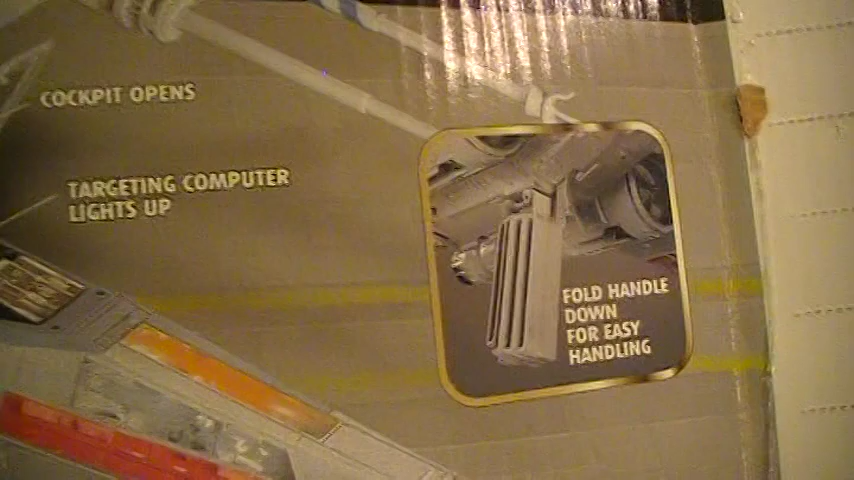 COCKPIT OPENS
TARGETING COMPUTER
LIGHTS UP
FOLD HANDLE
DOWN
FOR EASY
HANDLING